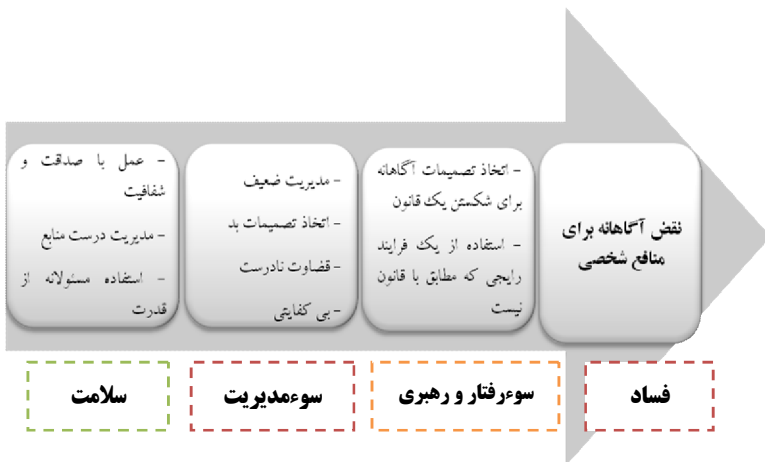 - عمل با صداقت و
شفافیت
- مدیریت درست منابع
- استفاده مسئولانه از
قدرت
- مدیریت ضعیف
- اتخاذ تصمیمات بد
- قضاوت نادرست
- بی کفایتی
- اتخاذ تصمیمات آگاهانه
برای شکستن یک قانون
- استفاده از یک فرایند
رایجی که مطابق با قانون
نیست
نقض آگاهانه برای
منافع شخصی
سلامت
سوءمدیریت
سوءرفتار و رهبری
فساد